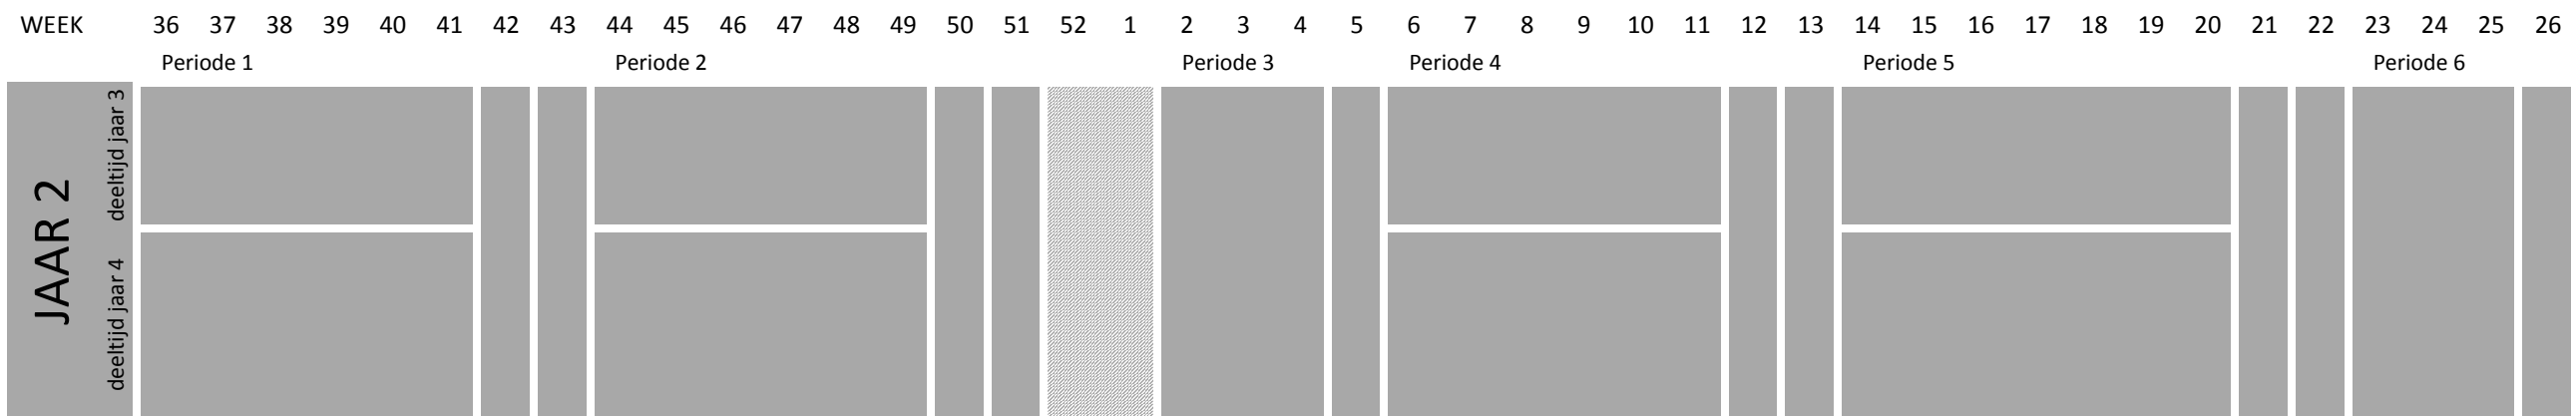 WEEK 36 37 38 39 40 41 42 43 44 45 46 47 48 49 50 51 52 1 2 3 4 5 6 7 8 9 10 11 12 13 14 15 16 17 18 19 20 21 22 23 24 25 26
Periode 1 Periode 2 Periode 3 Periode 4 Periode 5 Periode 6
JAAR 2
deeltijd jaar 3
deeltijd jaar 4